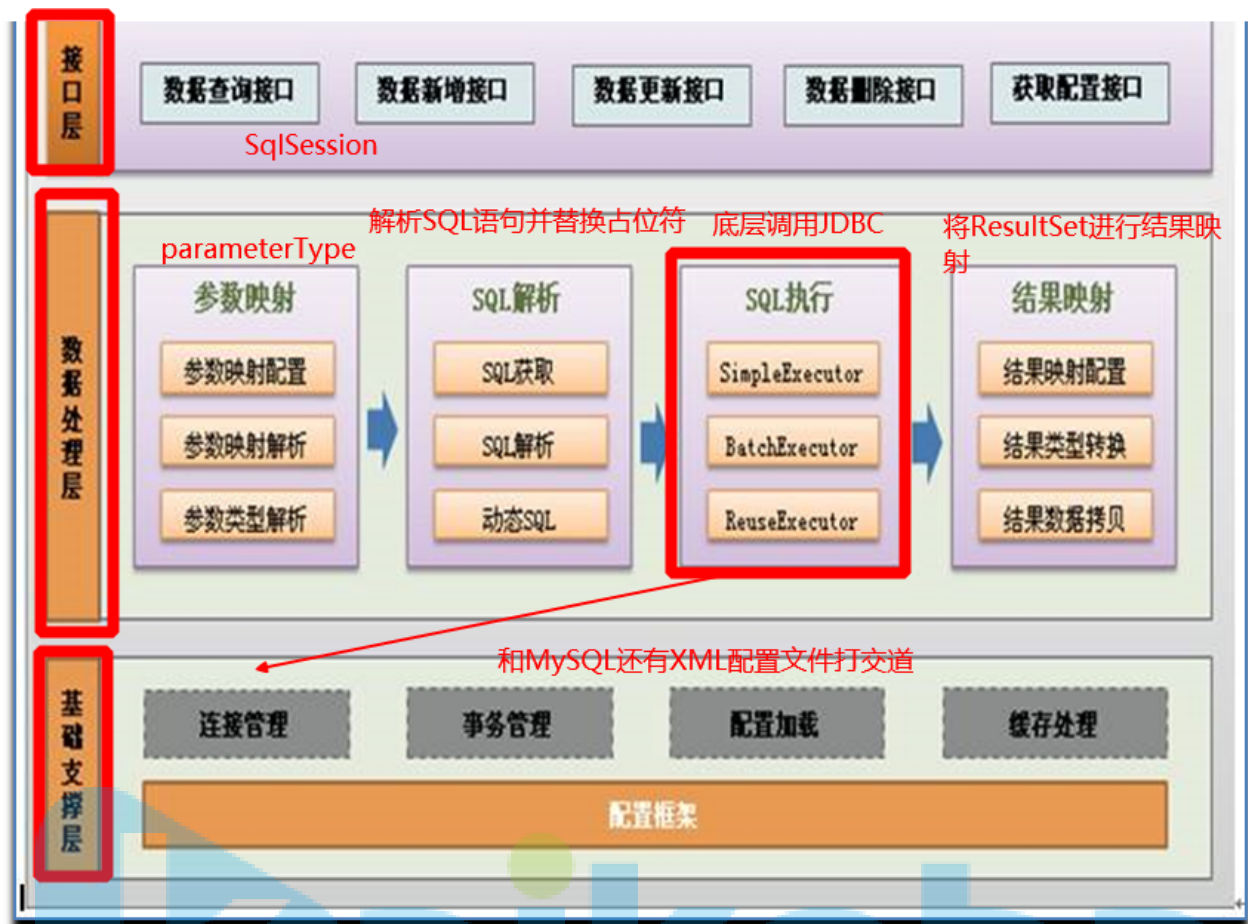 接口层
数据查询接口
数据新增接口
数据更新接口
数据删除接口
获取配置接口
SqlSession
数据处理层
parameterType
解析SQL语句并替换占位符
底层调用JDBC
将ResultSet进行结果映
射
参数映射
参数映射配置
参数映射解析
参数类型解析
SQL解析
SQL获取
SQL解析
动态SQL
SQL执行
SimpleExecutor
BatchExecutor
ReuseExecutor
结果映射
结果映射配置
结果类型转换
结果数据拷贝
基础支撑层
和MySQL还有XML配置文件打交道
连接管理
事务管理
配置加载
缓存处理
配置框架